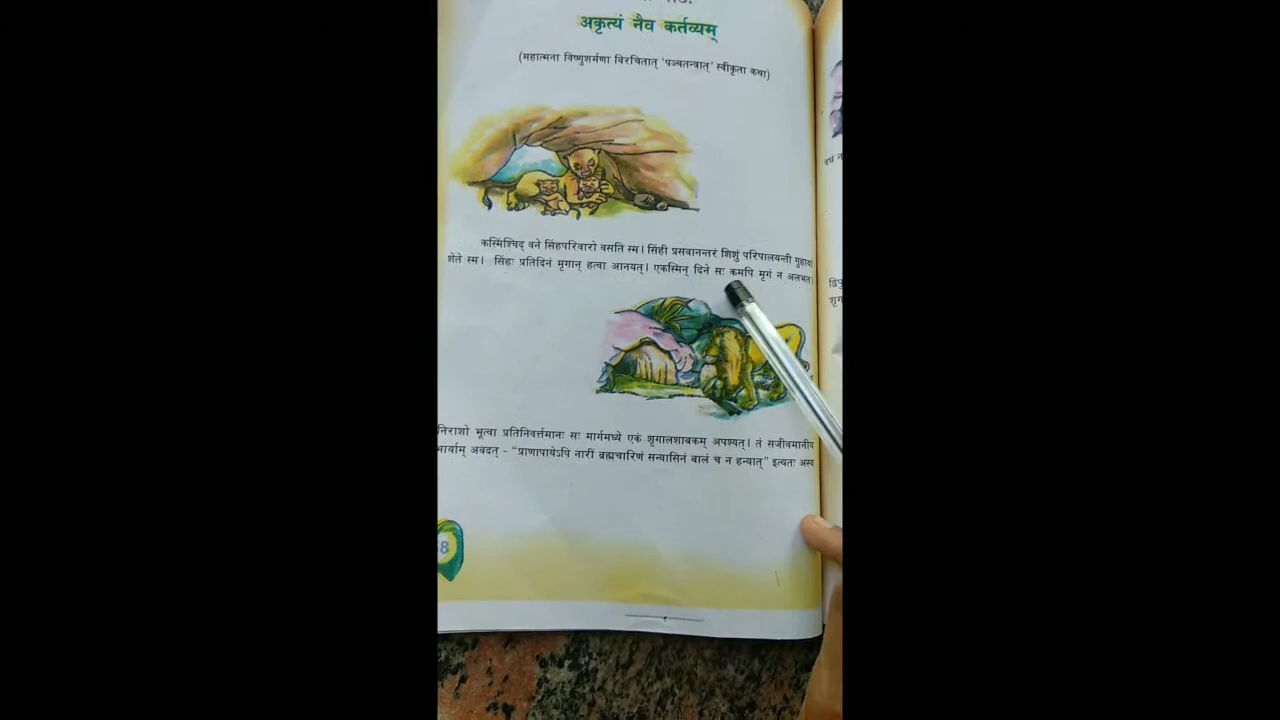 अकृत्यं नैव कर्तव्यम्
(महात्मना विष्णुशर्मणा विरचितात् 'पञ्चतन्त्रात्' स्वीकृता कथा)
कस्मिंश्चिद् वने सिंहपरिवारो वसति स्म। सिंही प्रसवानन्तरं शिशुं परिपालयन्ती गुहायां
शेते स्म। सिंहः प्रतिदिनं मृगान् हत्वा आनयत्। एकस्मिन् दिने सः कमपि मृगं न अलभत।
निराशो भूत्वा प्रतिनिवर्त्तमानः सः मार्गमध्ये एकं शृगालशाबकम् अपश्यत्। तं सजीवमानीय
भार्याम् अवदत् - "प्राणापायेऽपि नारीं ब्रह्मचारिणं सन्यासिनं बालं च न हन्यात्" इत्यतः अस्य